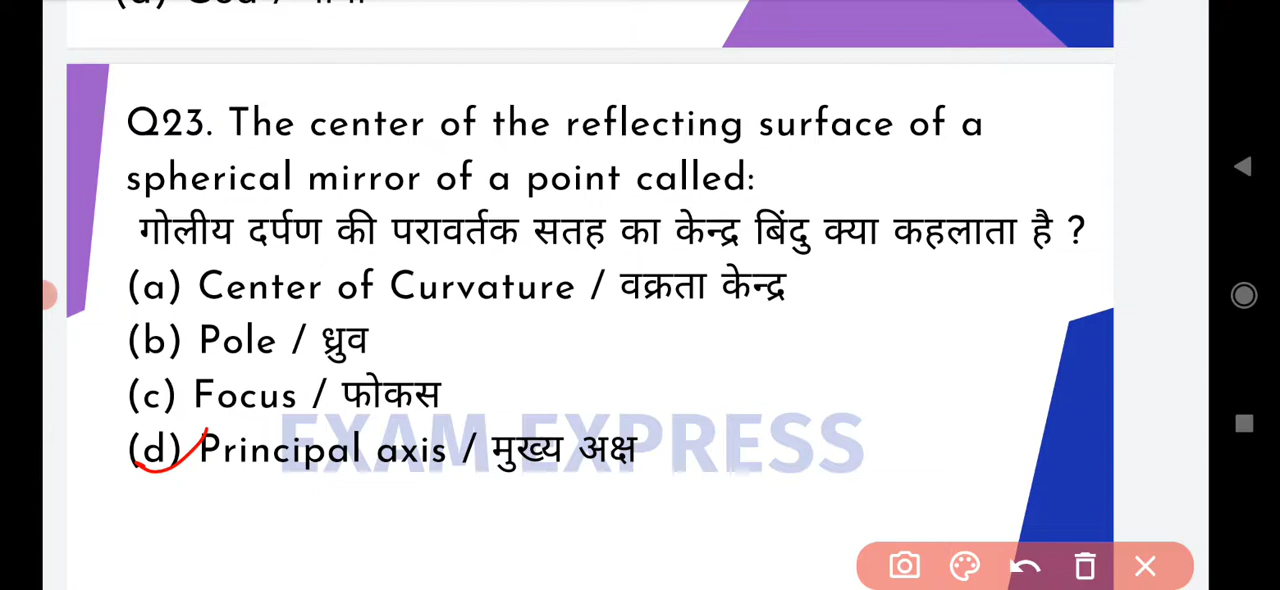 Q23. The center of the reflecting surface of a
spherical mirror of a point called:
गोलीय दर्पण की परावर्तक सतह का केन्द्र बिंदु क्या कहलाता है ?
(a) Center of Curvature / वक्रता केन्द्र
(b) Pole / ध्रुव
(c) Focus / फोकस
(d) Principal axis / मुख्य अक्ष
EXAM EXPRESS